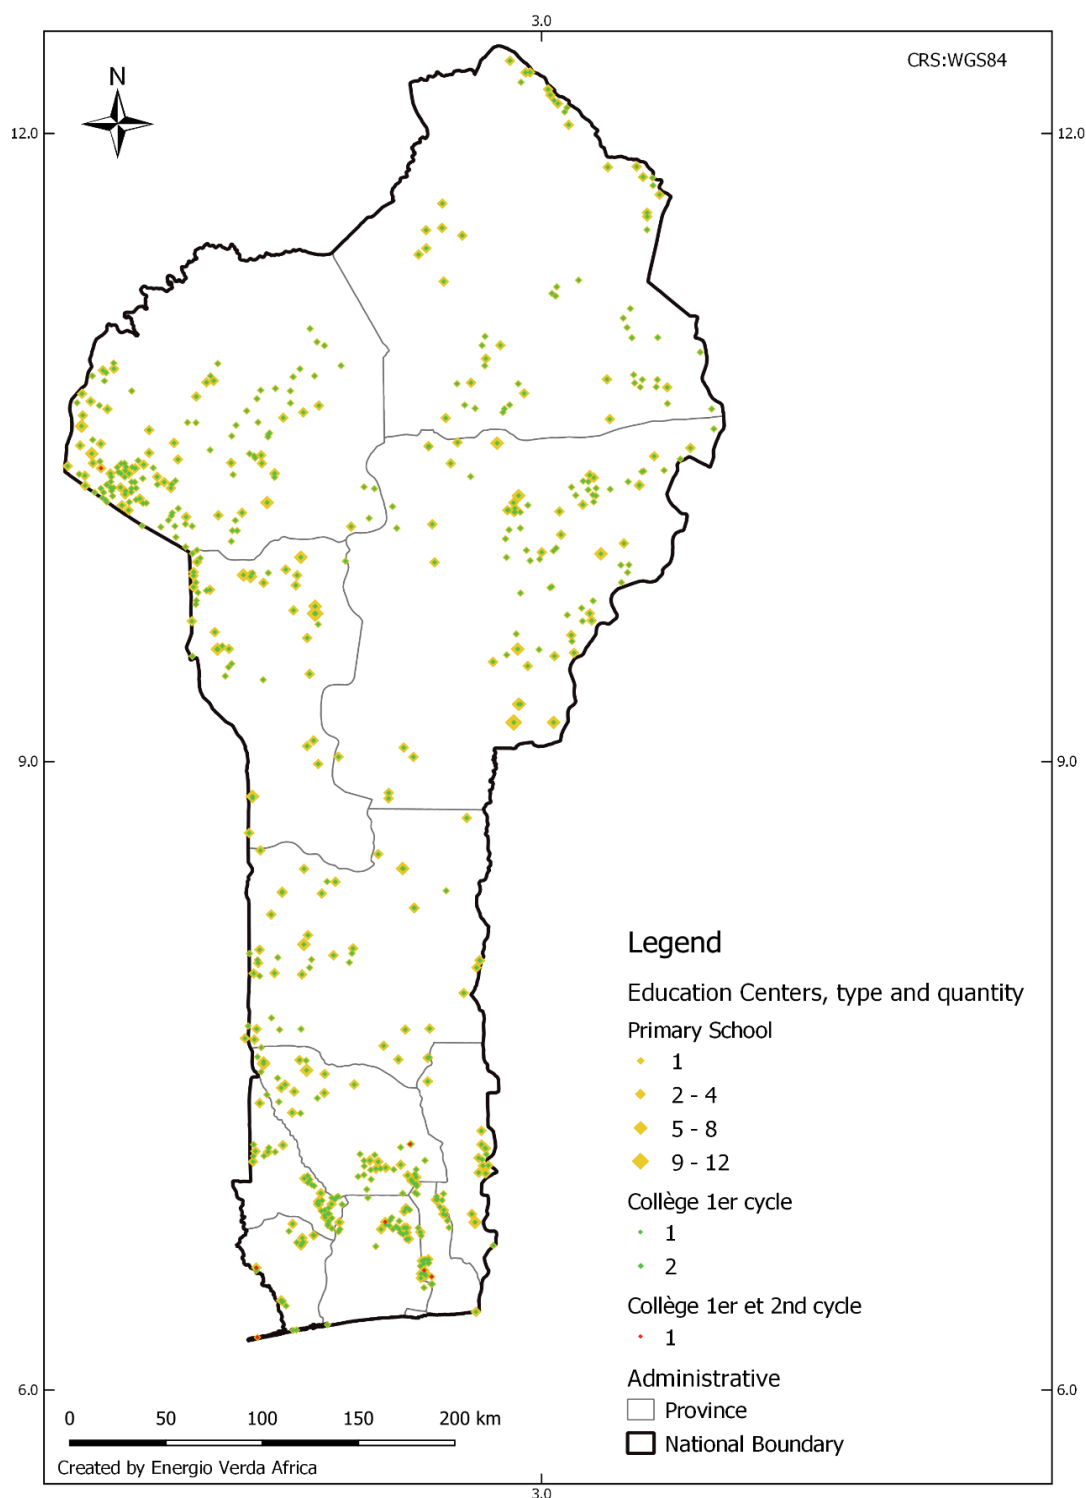 3.0
CRS:WGS84
N
12.0
12.0
9.0
9.0
Legend
Education Centers, type and quantity
Primary School
1
2 - 4
5 - 8
9 - 12
Collège 1er cycle
1
2
Collège 1er et 2nd cycle
1
Administrative
Province
National Boundary
6.0
6.0
0 50 100 150 200 km
Created by Energio Verda Africa
3.0